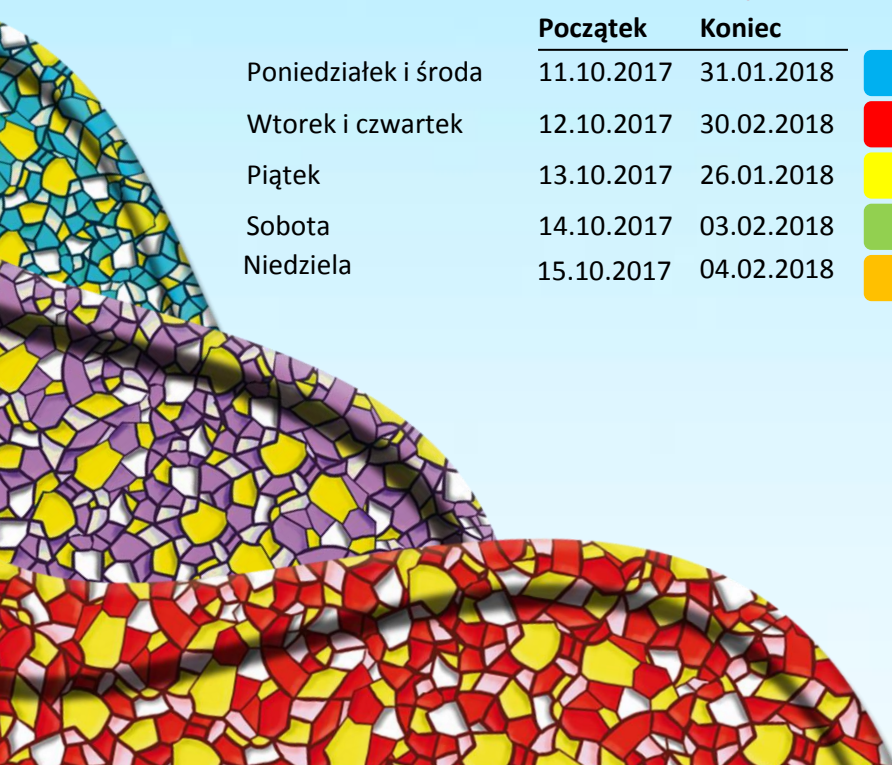 Początek Koniec
Poniedziałek i środa 11.10.2017 31.01.2018
Wtorek i czwartek 12.10.2017 30.02.2018
Piątek 13.10.2017 26.01.2018
Sobota 14.10.2017 03.02.2018
Niedziela 15.10.2017 04.02.2018